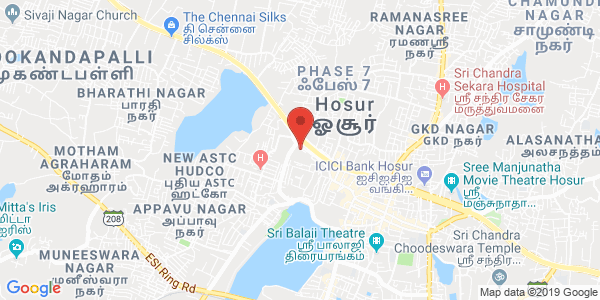 Sivaji Nagar Church
The Chennai Silks
தி சென்னை
சில்க்ஸ்
RAMANASREE
NAGAR
ரமணஸ்ரீ
நகர்
CHAMUNDI
NAGAR
சாமுண்டி
நகர்
OOKANDAPALLI
மூகண்டபள்ளி
PHASE 7
ஃபேஸ் 7
Sri Chandra
Sekara Hospital
ஸ்ரீ சந்திர சேகர
மருத்துவமனை
BHARATHI NAGAR
பாரதி
நகர்
Hosur
ஓசூர்
GKD NAGAR
GKD நகர்
ALASANATHA
அலசநத்தம்
MOTHAM
AGRAHARAM
மோதம்
அக்ரஹாரம்
NEW ASTC
HUDCO
புதிய ASTC
ஹட்கோ
ICICI Bank Hosur
ஐசிஐசிஐ
வங்கி
Sree Manjunatha
Movie Theatre Hosur
ஸ்ரீ
மஞ்சுநாதா
Mitta's Iris
மிட்டா
ஐரிஸ்
208
APPAVU NAGAR
அப்பாவு
நகர்
Sri Balaji Theatre
ஸ்ரீ பாலாஜி
திரையரங்கம்
Sri Chandra
Choodeswara Temple
ஸ்ரீ சந்திர
MUNEESWARA
NAGAR
முனீஸ்வரா
நகர்
ESI Ring Rd
Google
Map data ©2019 Google